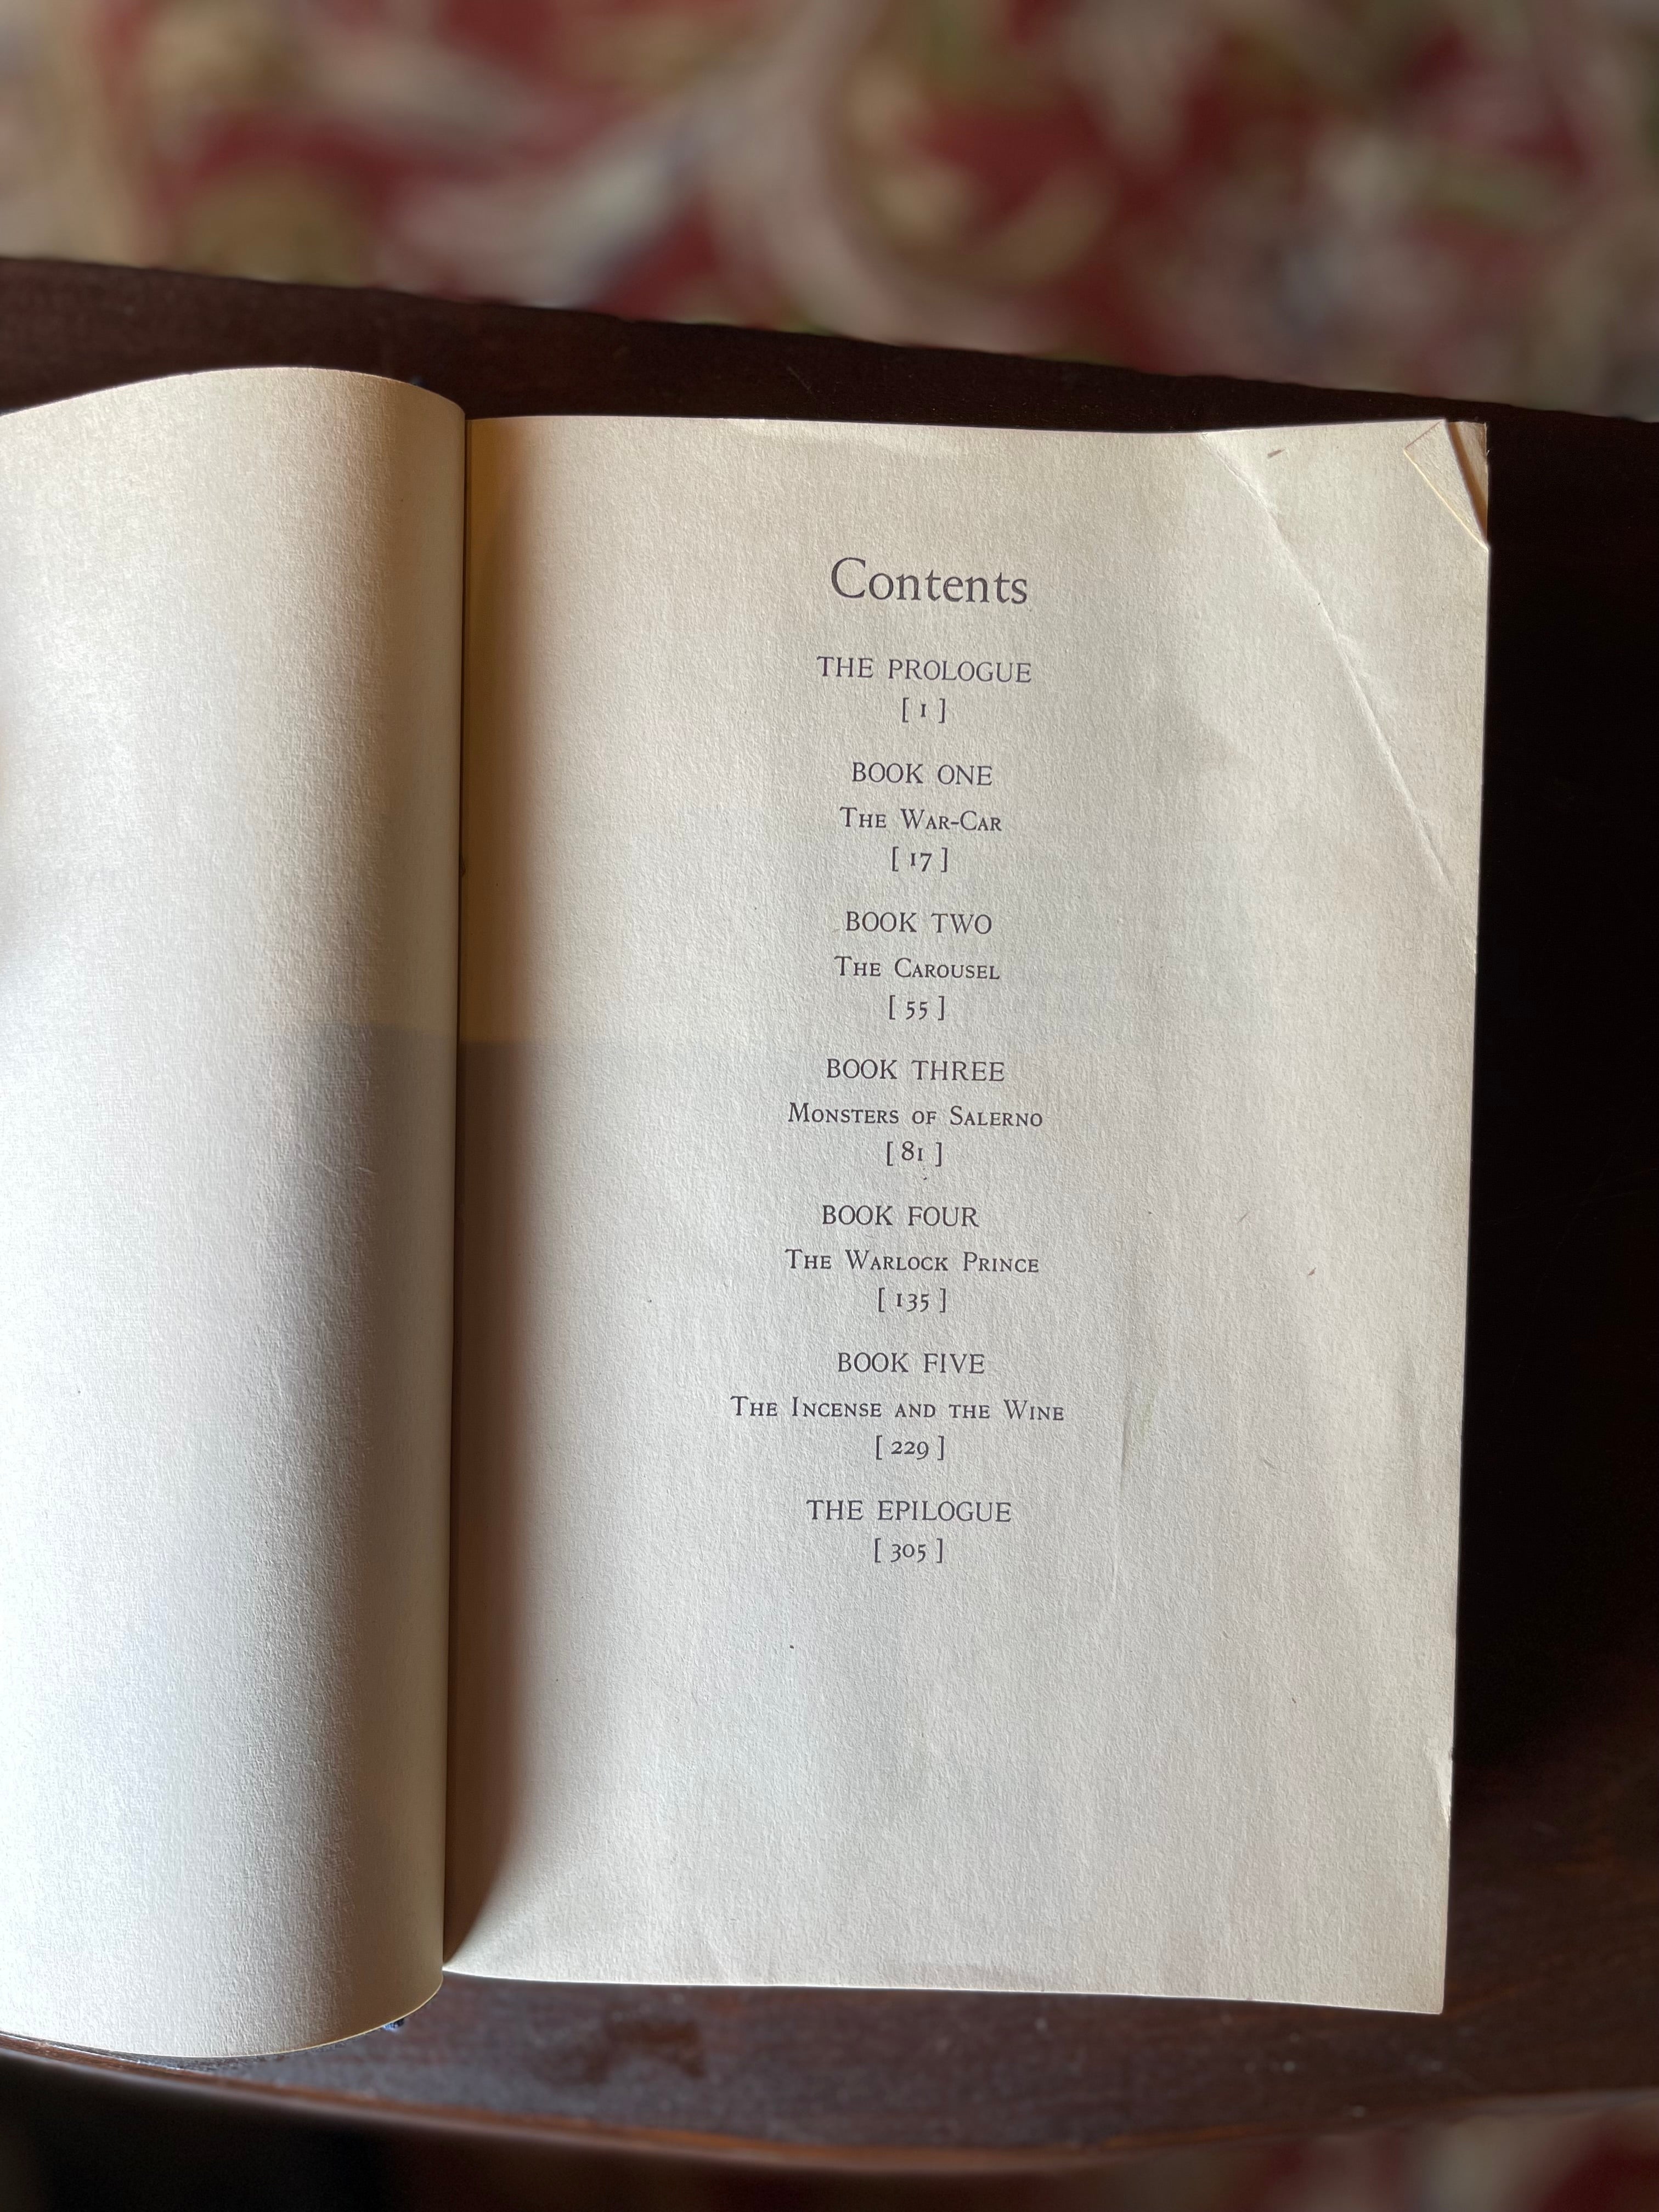 Contents
THE PROLOGUE
[ 1 ]
BOOK ONE
The War-Car
[ 17 ]
BOOK TWO
The Carousel
[ 55 ]
BOOK THREE
Monsters of Salerno
[ 81 ]
BOOK FOUR
The Warlock Prince
[ 135 ]
BOOK FIVE
The Incense and the Wine
[ 229 ]
THE EPILOGUE
[ 305 ]